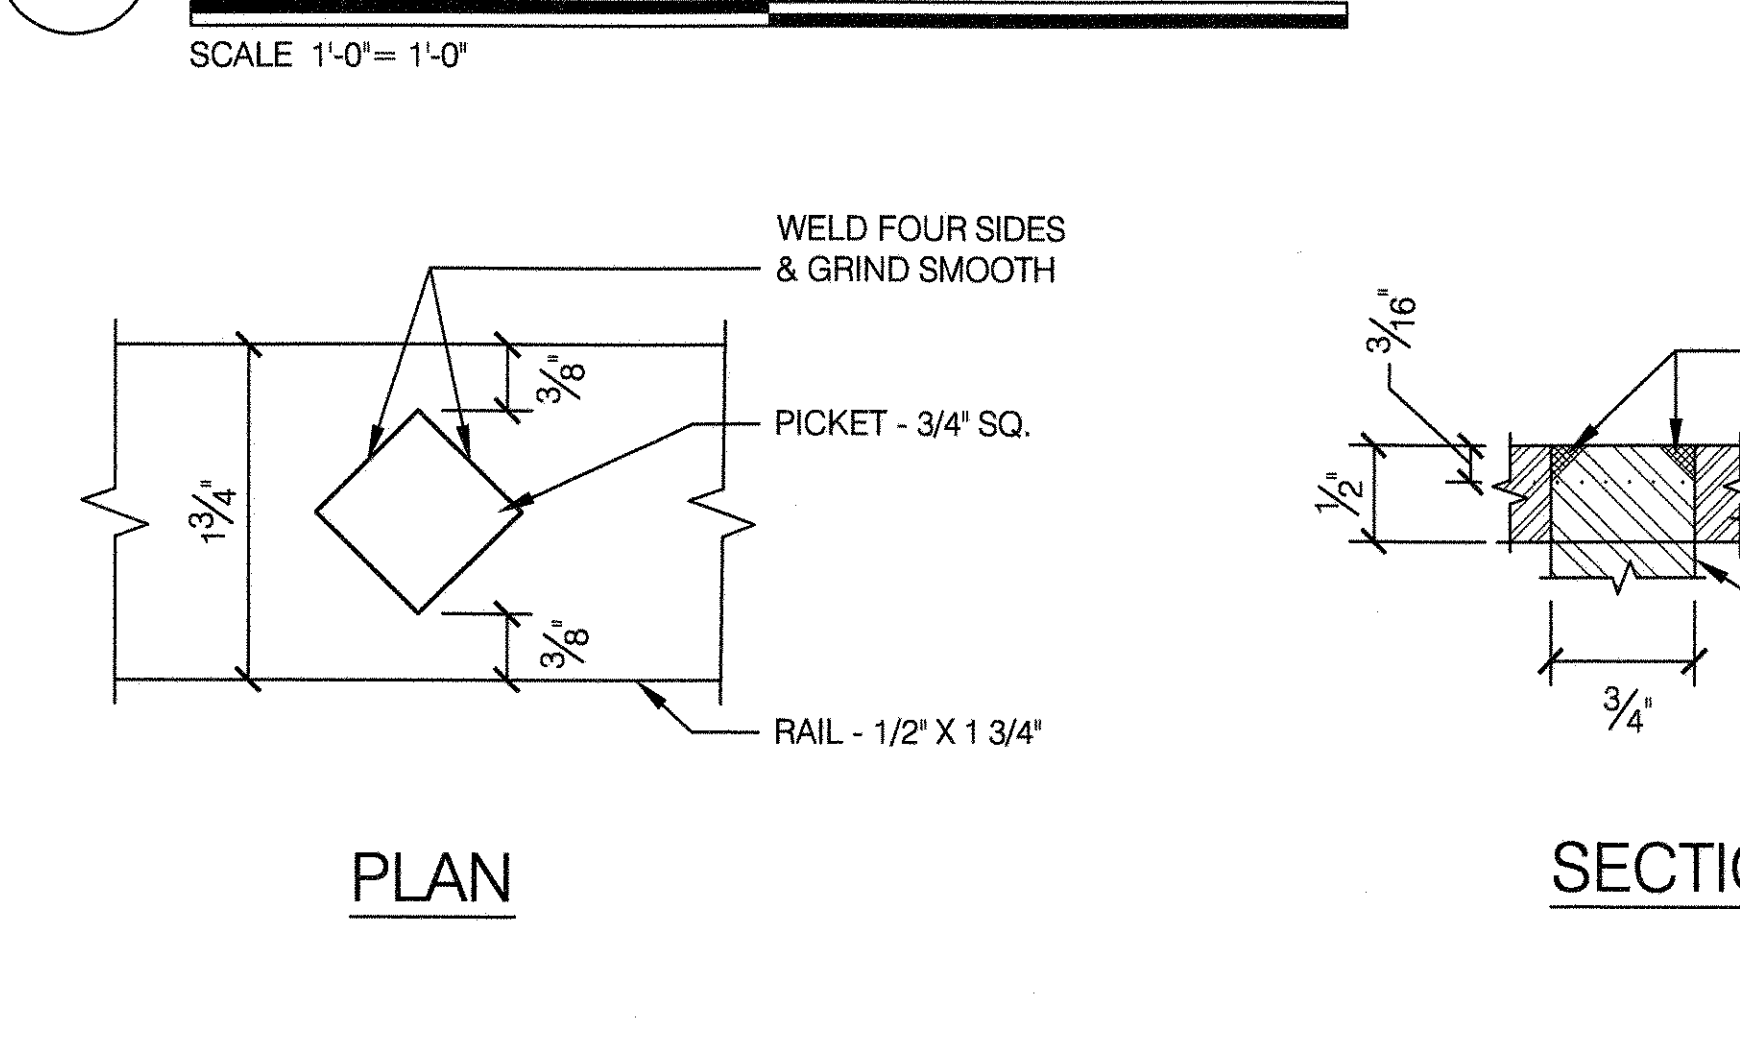 SCALE 1'-0"= 1'-0"
WELD FOUR SIDES
& GRIND SMOOTH
3/8"
PICKET - 3/4" SQ.
1 3/4"
3/8"
RAIL - 1/2" X 1 3/4"
PLAN
3/16"
1/2"
3/4"